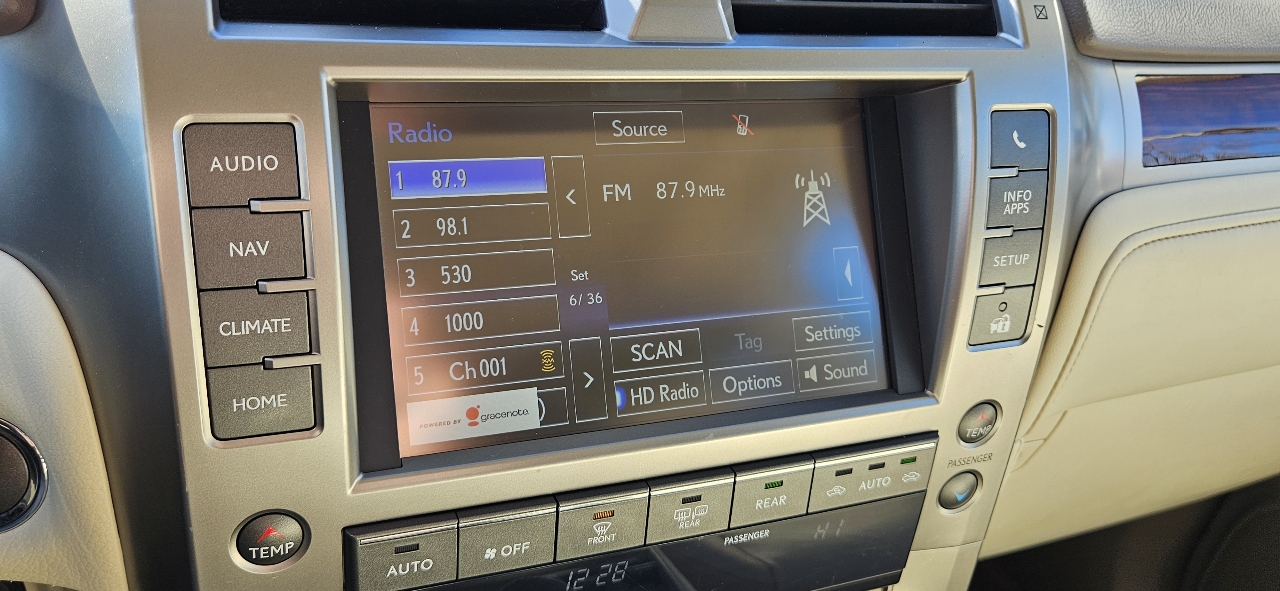 AUDIO
NAV
CLIMATE
HOME
TEMP
Radio
Source
1 87.9
2 98.1
3 530
4 1000
5 Ch 001
POWERED BY gracenote
<
Set
6/36
>
FM 87.9 MHz
SCAN
Tag
Settings
HD Radio
Options
Sound
INFO
APPS
SETUP
TEMP
PASSENGER
AUTO
OFF
FRONT
REAR
REAR
AUTO
PASSENGER
HI
12:28